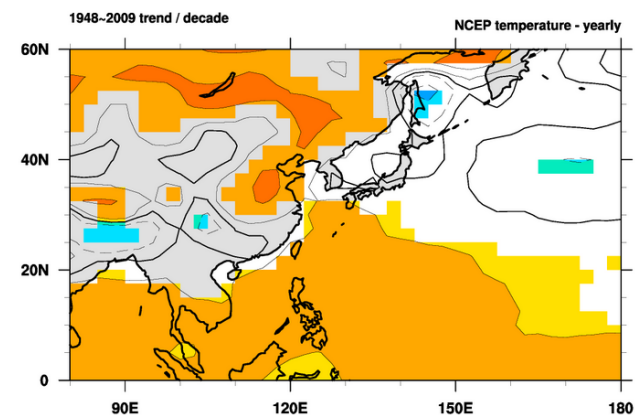 1948~2009 trend / decade
NCEP temperature - yearly
60N
40N
20N
0
90E
120E
150E
180